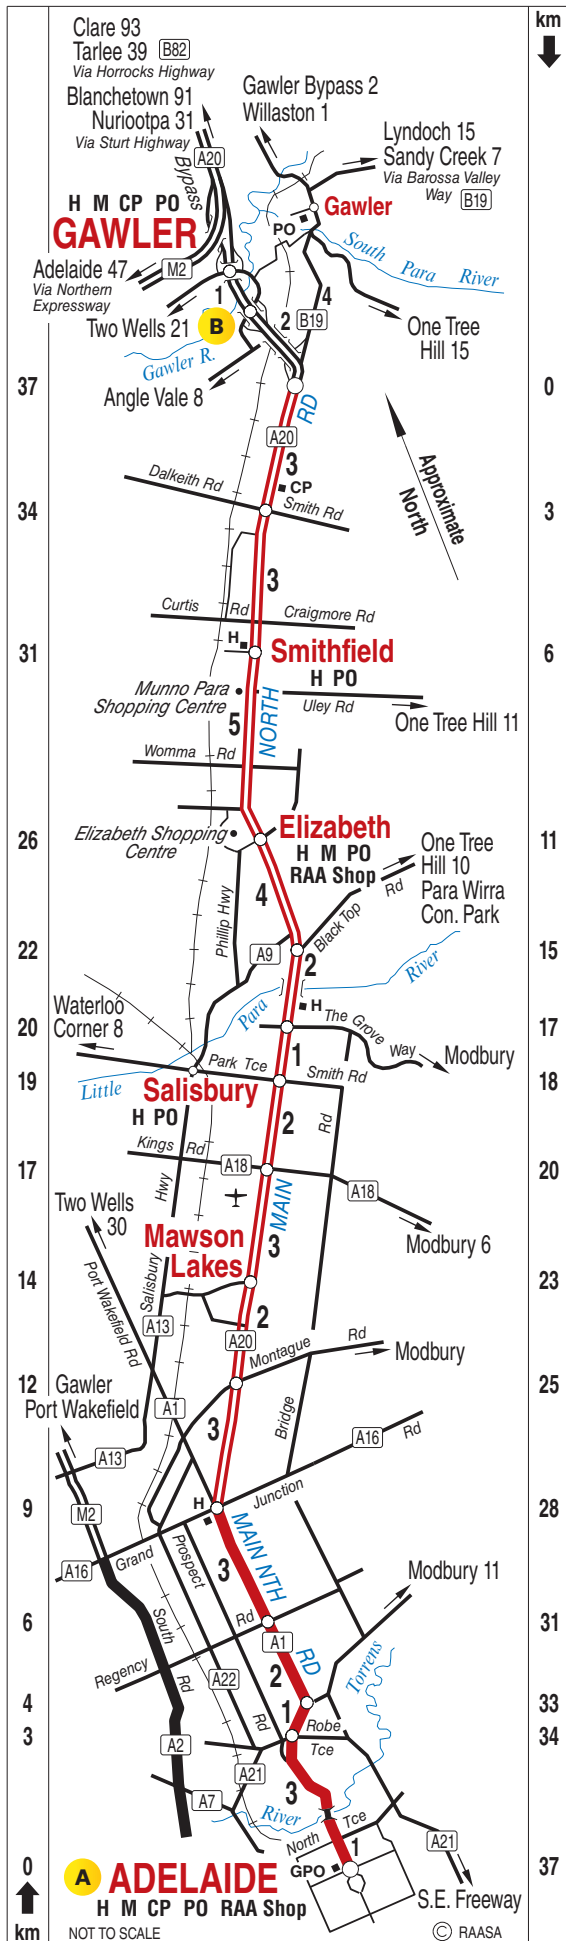 km
Clare 93
Tarlee 39 B82
Via Horrocks Highway
Blanchetown 91
Nuriootpa 31
Via Sturt Highway
A20
Bypass
Gawler Bypass 2
Willaston 1
Lyndoch 15
Sandy Creek 7
Via Barossa Valley
Way B19
H M CP PO
GAWLER
Gawler
PO
South Para River
Adelaide 47
Via Northern
Expressway
M2
1
4
2
B19
Two Wells 21
B
One Tree
Hill 15
Gawler R.
Angle Vale 8
37
0
RD
A20
3
Approximate
North
Dalkeith Rd
CP
Smith Rd
34
3
3
Curtis Rd
Craigmore Rd
H
31
Smithfield
6
H PO
Munno Para
Shopping Centre
Uley Rd
One Tree Hill 11
5
NORTH
Womma Rd
Elizabeth
26
11
Elizabeth Shopping
Centre
H M PO
RAA Shop
One Tree
Hill 10
Para Wirra
Con. Park
4
Phillip Hwy
Black Top Rd
A9
22
15
2
River
Para
Little
H
Waterloo
Corner 8
20
The Grove Way
17
1
Modbury
Park Tce
Smith Rd
19
18
Salisbury
H PO
2
Rd
Kings Rd
A18
17
20
A18
MAIN
Two Wells
30
Modbury 6
Mawson
Lakes
3
Port Wakefield Rd
Salisbury Hwy
14
23
2
A13
A20
Montague Rd
Modbury
12
25
Gawler
Port Wakefield
A1
3
Bridge
A16
Rd
A13
M2
H
Junction
9
28
Grand
A16
Prospect
MAIN NTH
3
Modbury 11
South
Rd
6
A1
31
Regency
Rd
RD
Torrens
2
A22
4
1
33
Rd
Robe
Tce
3
34
A2
A21
A7
3
River
North Tce
A21
1
GPO
0
37
A
ADELAIDE
H M CP PO RAA Shop
S.E. Freeway
km
NOT TO SCALE
© RAASA